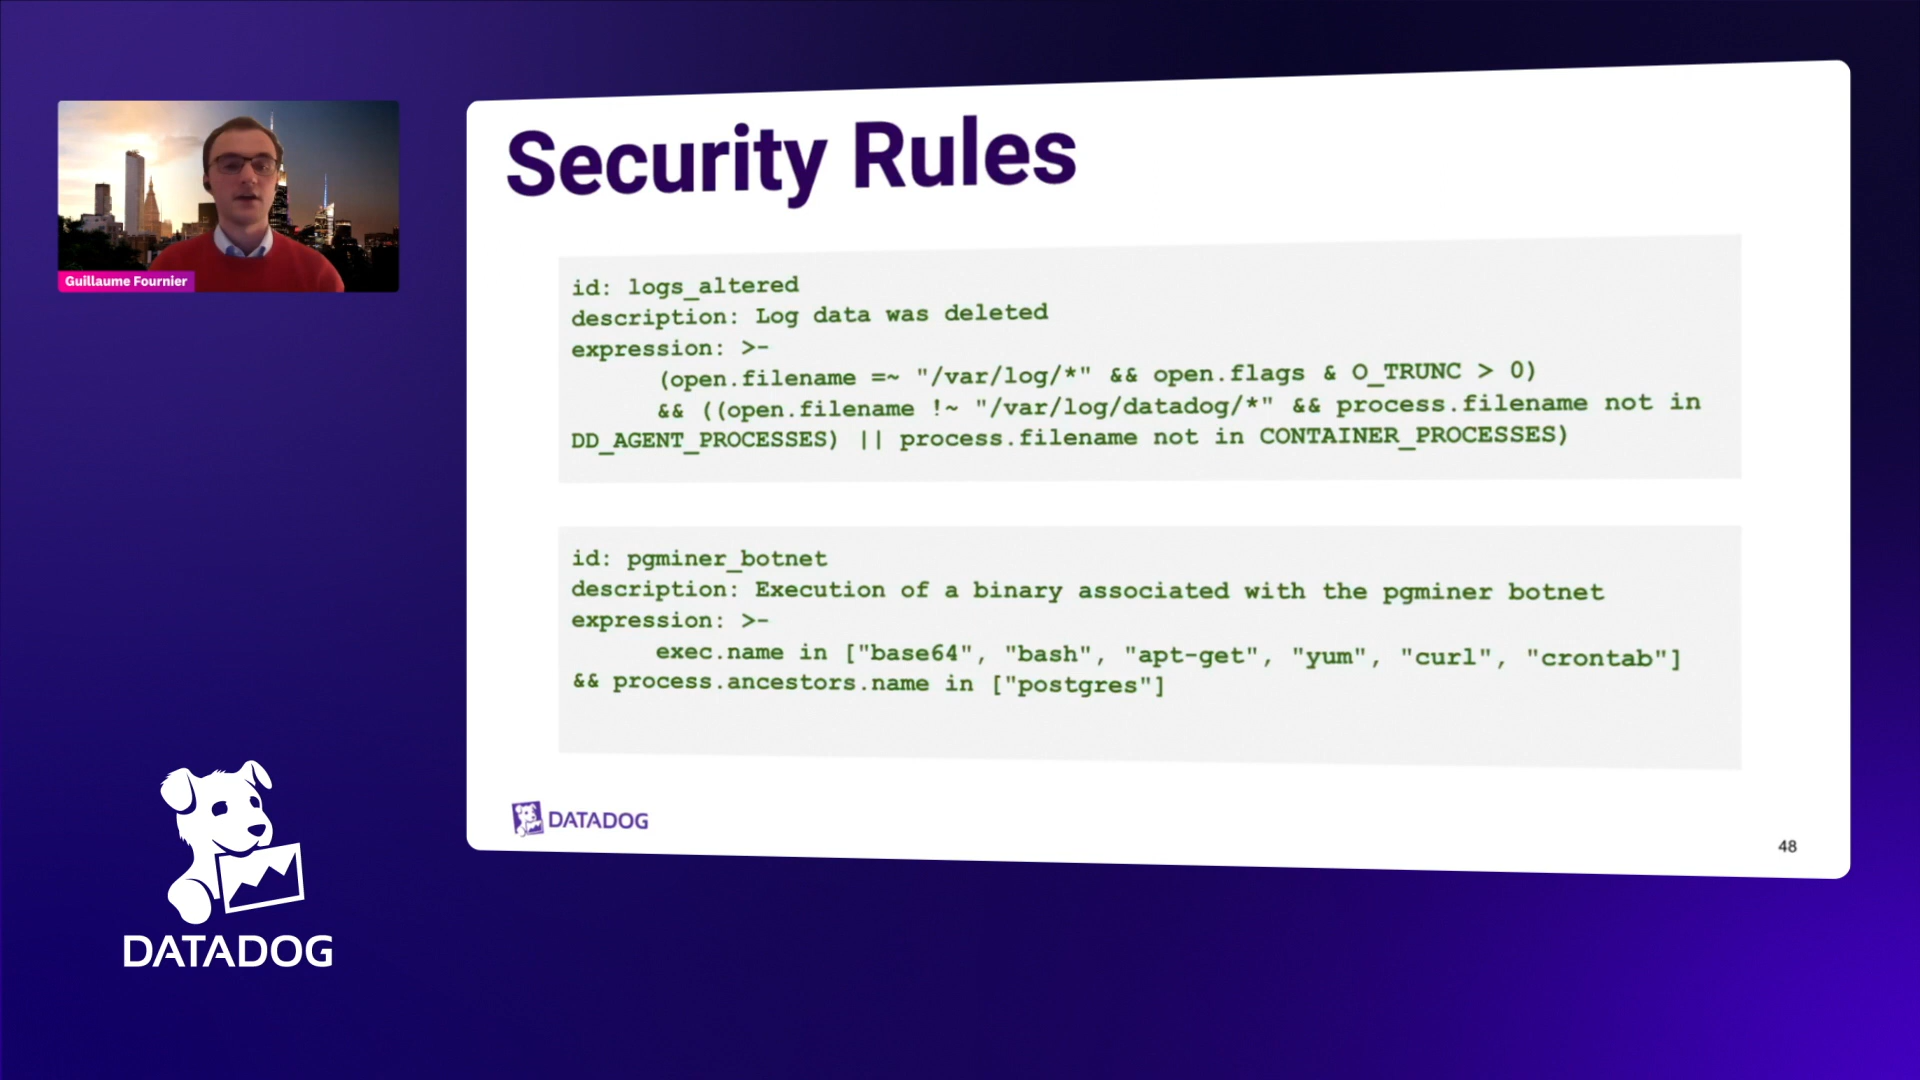 Security Rules
id: logs_altered
description: Log data was deleted
expression: >-
(open.filename =~ "/var/log/*" && open.flags & O_TRUNC > 0)
&& ((open.filename !~ "/var/log/datadog/*" && process.filename not in
DD_AGENT_PROCESSES) || process.filename not in CONTAINER_PROCESSES)
id: pgminer_botnet
description: Execution of a binary associated with the pgminer botnet
expression: >-
exec.name in ["base64", "bash", "apt-get", "yum", "curl", "crontab"]
&& process.ancestors.name in ["postgres"]
DATADOG
48
Guillaume Fournier
DATADOG